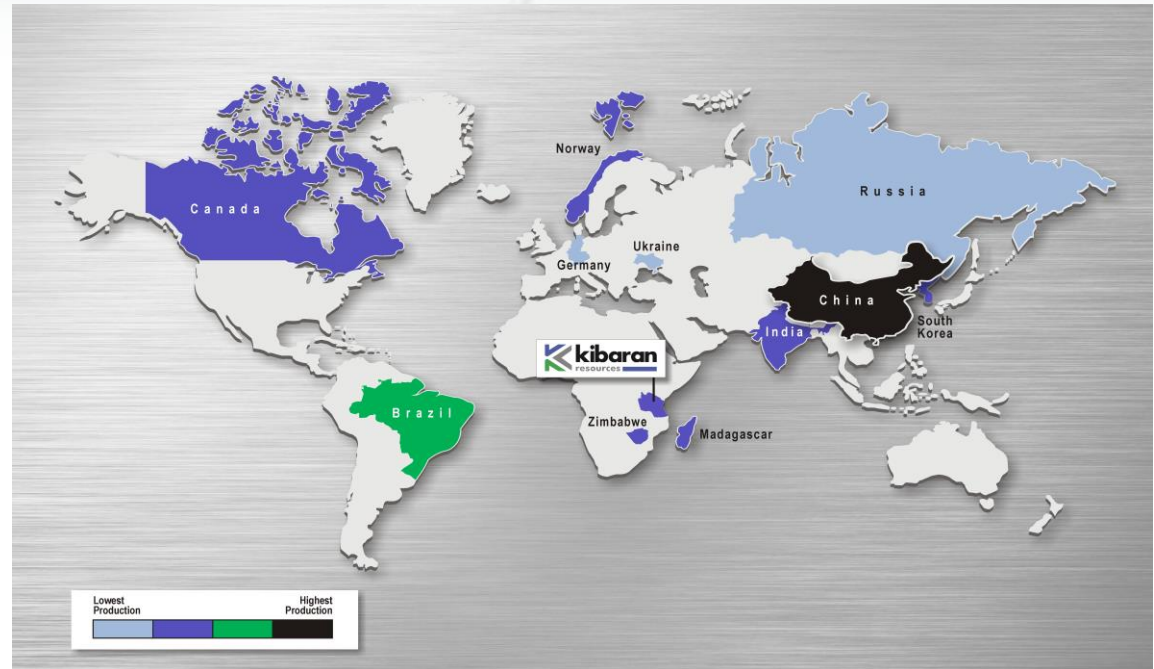 Norway
Canada
Russia
Ukraine
Germany
China
South
Korea
India
kibaran
resources
Brazil
Zimbabwe
Madagascar
Lowest
Production
Highest
Production